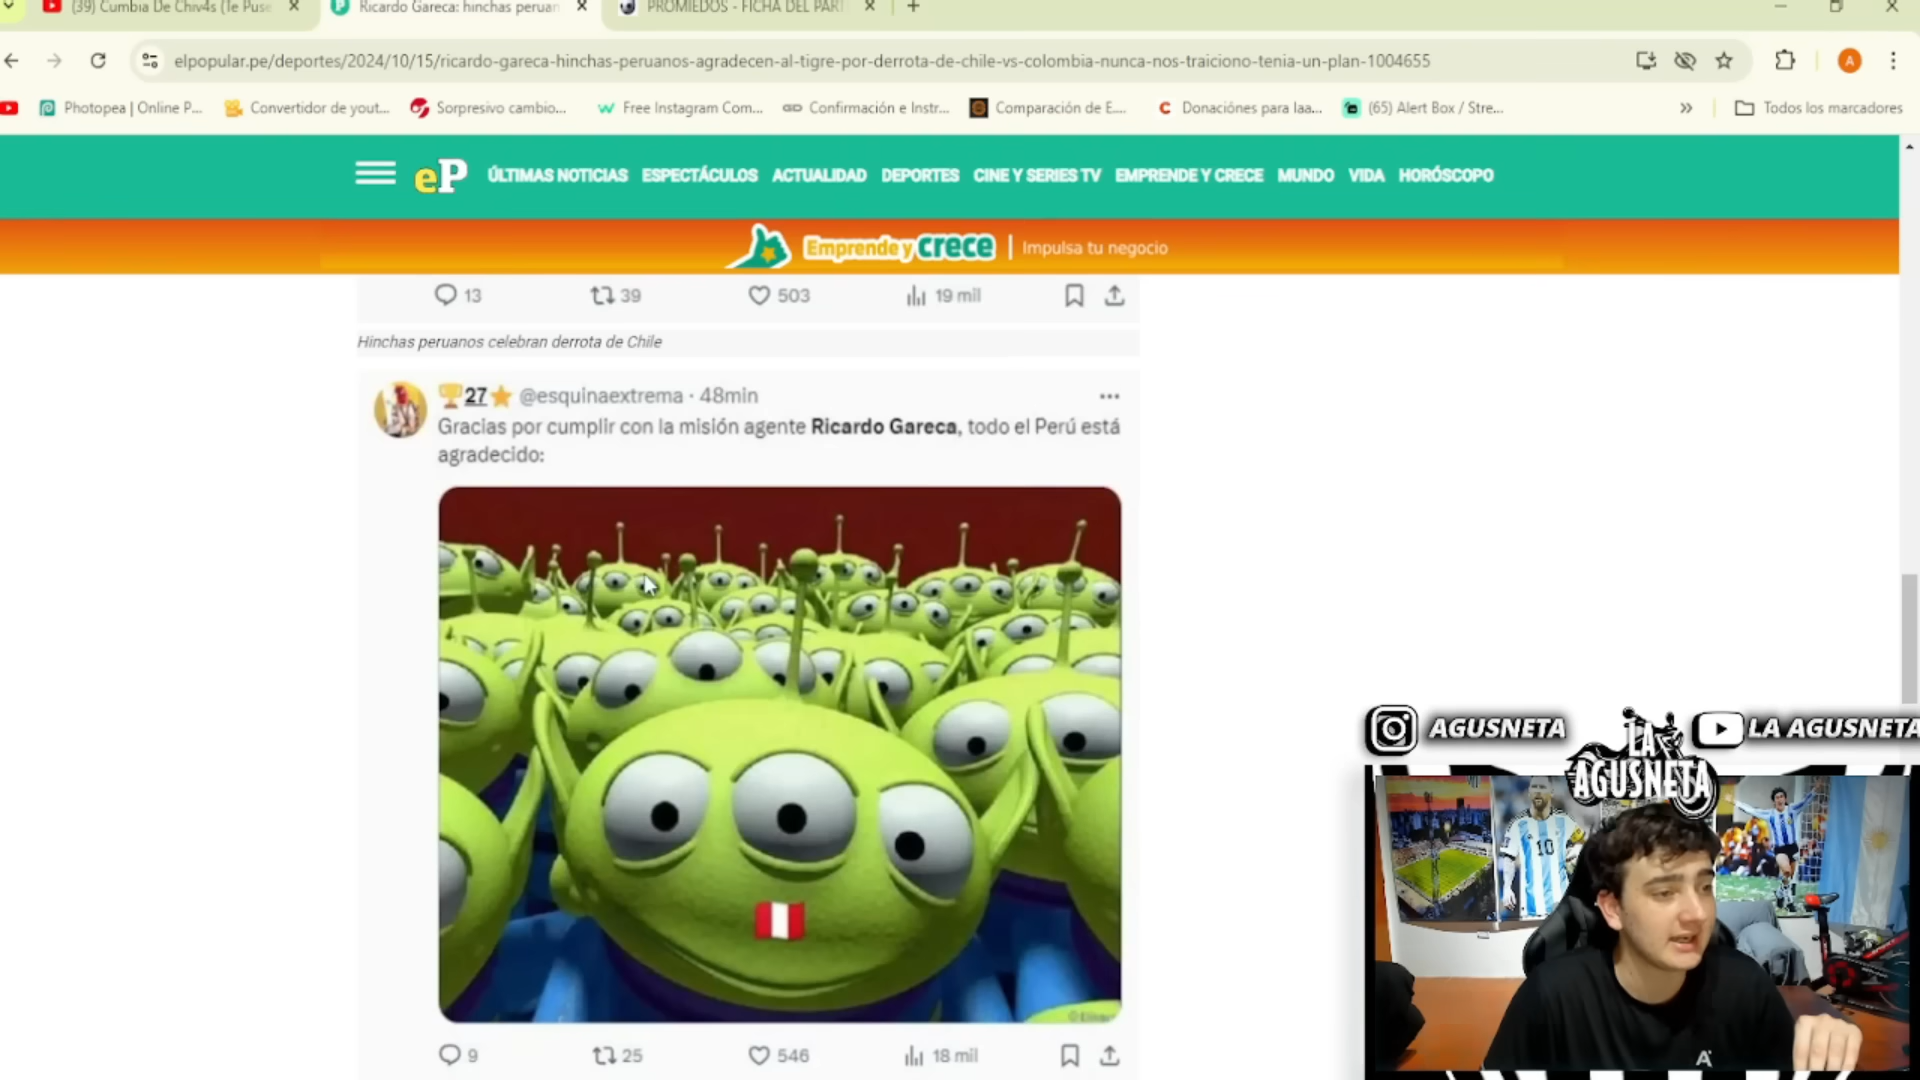 (39) Cumbia De Chiv4s (Te Puse
Ricardo Gareca: hinchas peruan
PROMIEDOS - FICHA DEL PART
elpopular.pe/deportes/2024/10/15/ricardo-gareca-hinchas-peruanos-agradecen-al-tigre-por-derrota-de-chile-vs-colombia-nunca-nos-traiciono-tenia-un-plan-1004655
A
Photopea | Online P...
Convertidor de yout...
Sorpresivo cambio...
Free Instagram Com...
Confirmación e Instr...
Comparación de E...
Donaciónes para laa...
(65) Alert Box / Stre...
Todos los marcadores
eP
ÚLTIMAS NOTICIAS ESPECTÁCULOS ACTUALIDAD DEPORTES CINE Y SERIES TV EMPRENDE Y CRECE MUNDO VIDA HORÓSCOPO
Emprende y crece | Impulsa tu negocio
13 39 503 19 mil
Hinchas peruanos celebran derrota de Chile
27 @esquinaextrema · 48min
Gracias por cumplir con la misión agente Ricardo Gareca, todo el Perú está
agradecido:
9 25 546 18 mil
AGUSNETA
LA AGUSNETA
LA
AGUSNETA
10